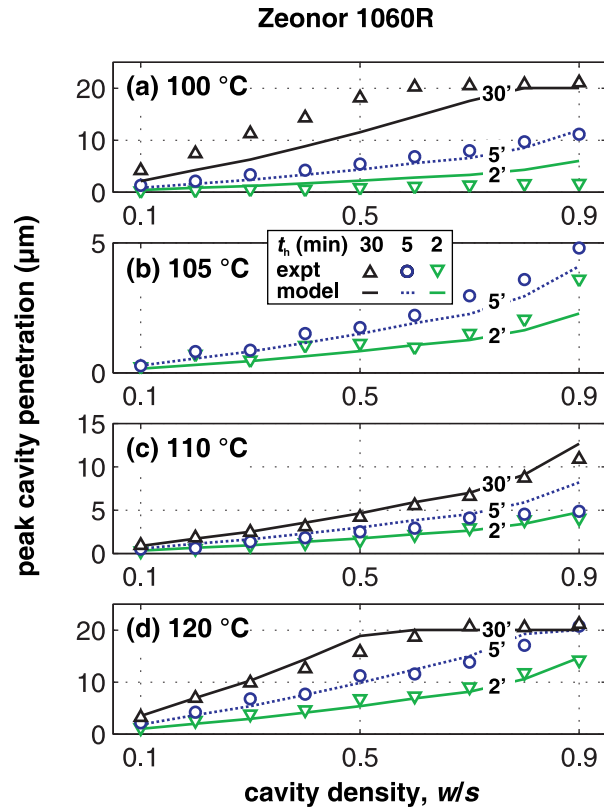 Zeonor 1060R
peak cavity penetration (µm)
(a) 100 °C
20
10
0
30'
5'
2'
0.1 0.5 0.9
(b) 105 °C
5
0
t_h (min) 30 5 2
expt
model
5'
2'
0.1 0.5 0.9
(c) 110 °C
15
10
5
0
30'
5'
2'
0.1 0.5 0.9
(d) 120 °C
20
10
0
30'
5'
2'
0.1 0.5 0.9
cavity density, w/s